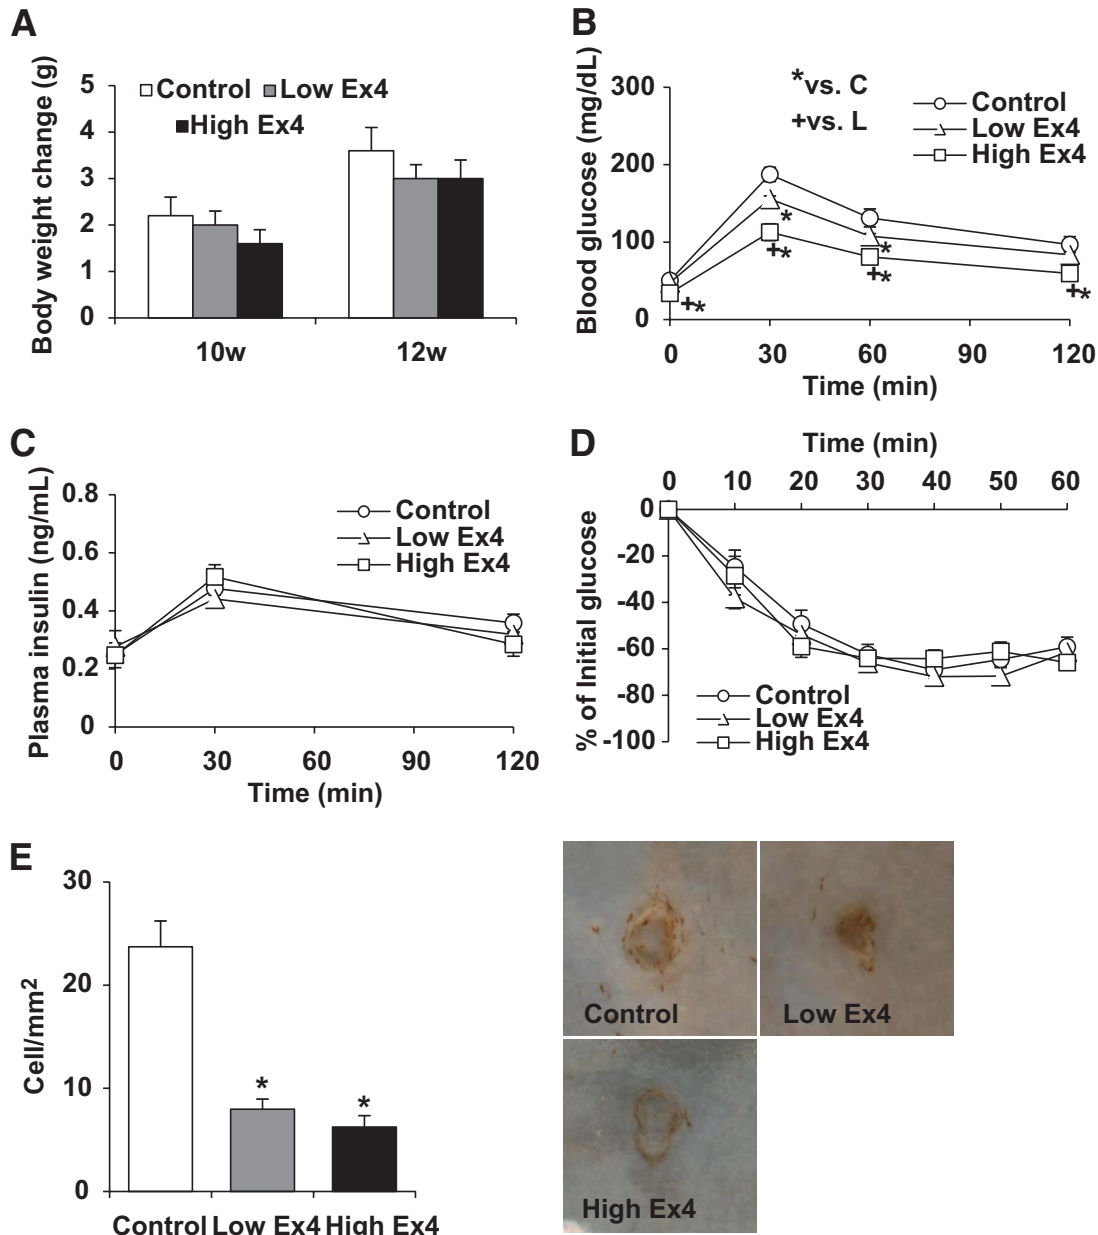 A
Body weight change (g)
5
4
3
2
1
0
Control Low Ex4
High Ex4
10w 12w
B
Blood glucose (mg/dL)
300
200
100
0
*vs. C
+vs. L
Control
Low Ex4
High Ex4
+*
*
+*
*
+*
+*
0 30 60 90 120
Time (min)
C
Plasma insulin (ng/mL)
0.8
0.6
0.4
0.2
0
Control
Low Ex4
High Ex4
0 30 60 90 120
Time (min)
D
Time (min)
0 10 20 30 40 50 60
% of Initial glucose
0
-20
-40
-60
-80
-100
Control
Low Ex4
High Ex4
E
Cell/mm2
30
20
10
0
*
*
Control Low Ex4 High Ex4
Control
Low Ex4
High Ex4